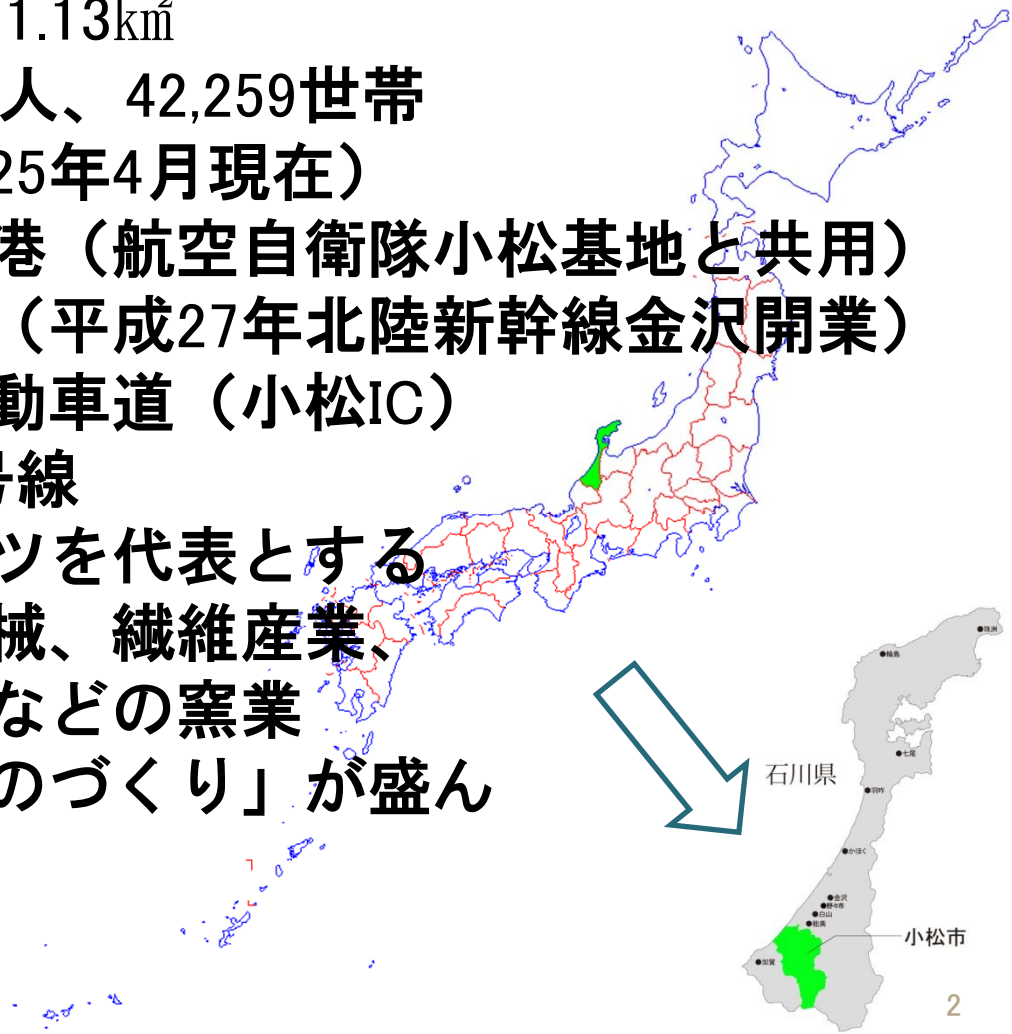 1.13㎢
人、42,259世帯
25年4月現在）
港（航空自衛隊小松基地と共用）
（平成27年北陸新幹線金沢開業）
動車道（小松IC）
号線
ツを代表とする
械、繊維産業、
などの窯業
のづくり」が盛ん
●珠洲
●輪島
●七尾
石川県
●羽咋
●かほく
●金沢
●野々市
●白山
●能美
小松市
●加賀
2